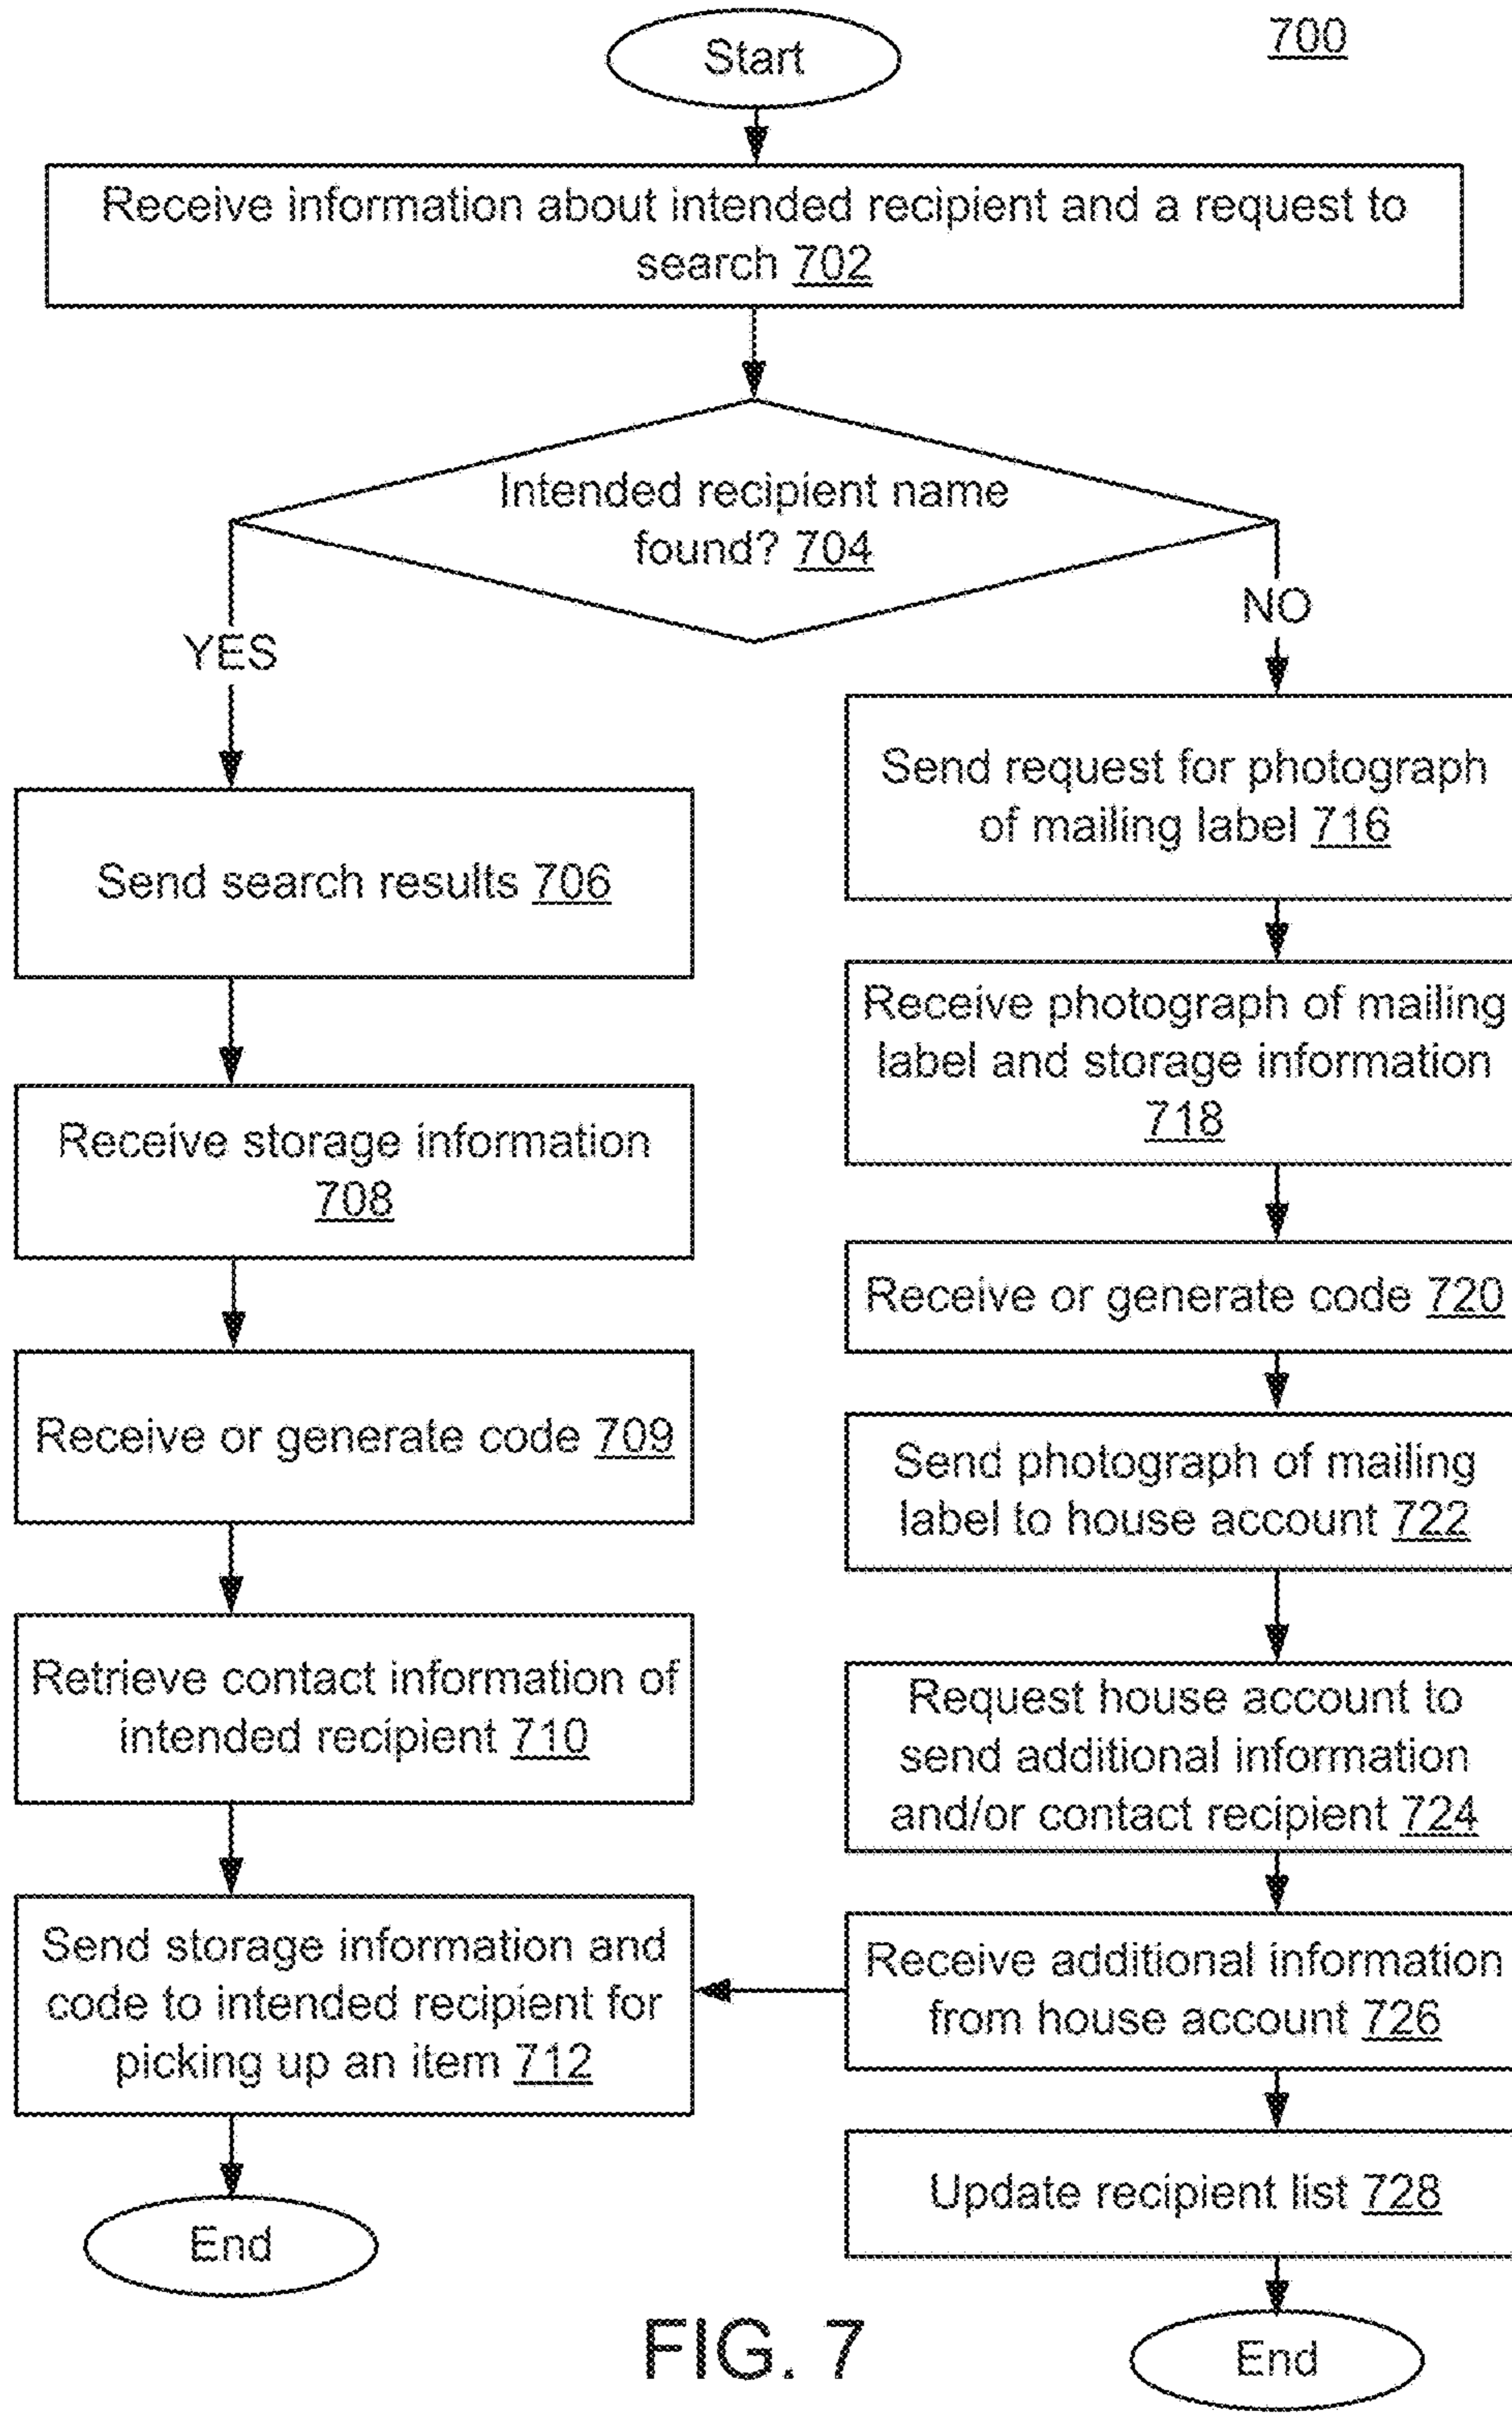 700
Start
Receive information about intended recipient and a request to
search 702
Intended recipient name
found? 704
YES
NO
Send search results 706
Receive storage information
708
Receive or generate code 709
Retrieve contact information of
intended recipient 710
Send storage information and
code to intended recipient for
picking up an item 712
End
Send request for photograph
of mailing label 716
Receive photograph of mailing
label and storage information
718
Receive or generate code 720
Send photograph of mailing
label to house account 722
Request house account to
send additional information
and/or contact recipient 724
Receive additional information
from house account 726
Update recipient list 728
End
FIG. 7